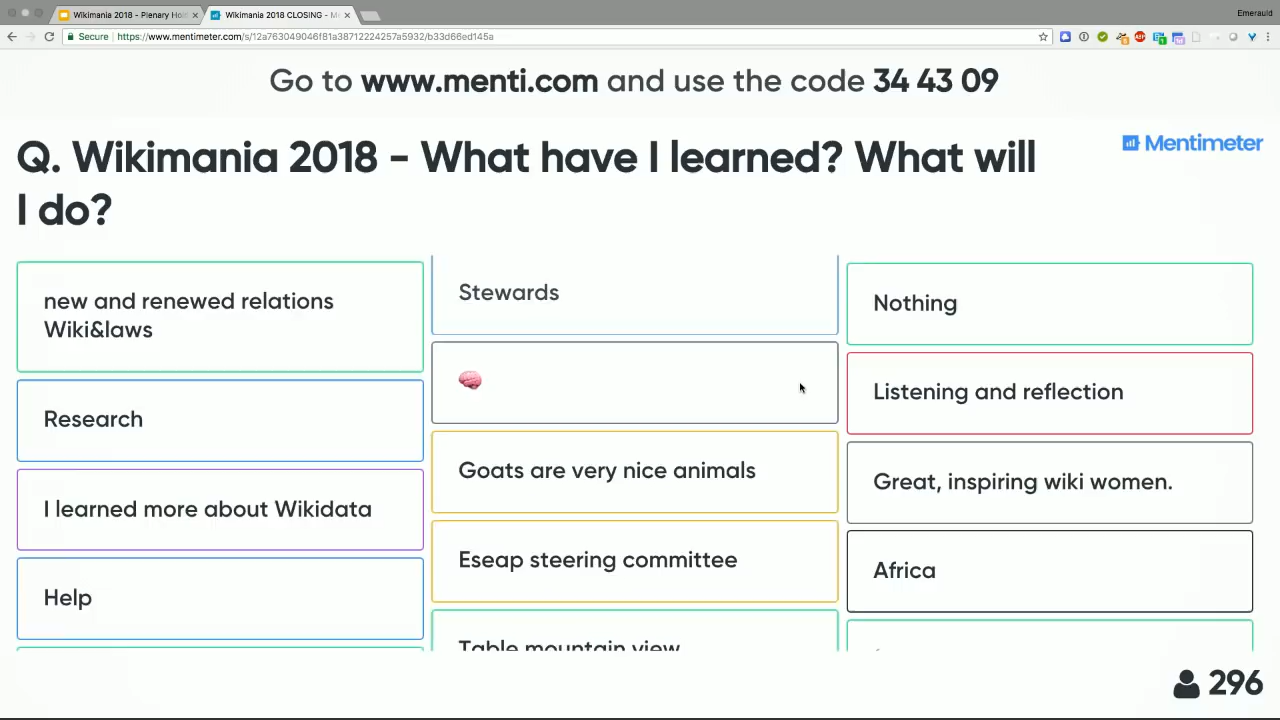 Wikimania 2018 - Plenary Hol
Wikimania 2018 CLOSING - Me
Emerauld
Secure
https://www.mentimeter.com/s/12a763049046f81a38712224257a5932/b33d66ed145a
Go to www.menti.com and use the code 34 43 09
Q. Wikimania 2018 - What have I learned? What will
I do?
Mentimeter
new and renewed relations
Wiki&laws
Research
I learned more about Wikidata
Help
Stewards
Goats are very nice animals
Eseap steering committee
Table mountain view
Nothing
Listening and reflection
Great, inspiring wiki women.
Africa
296